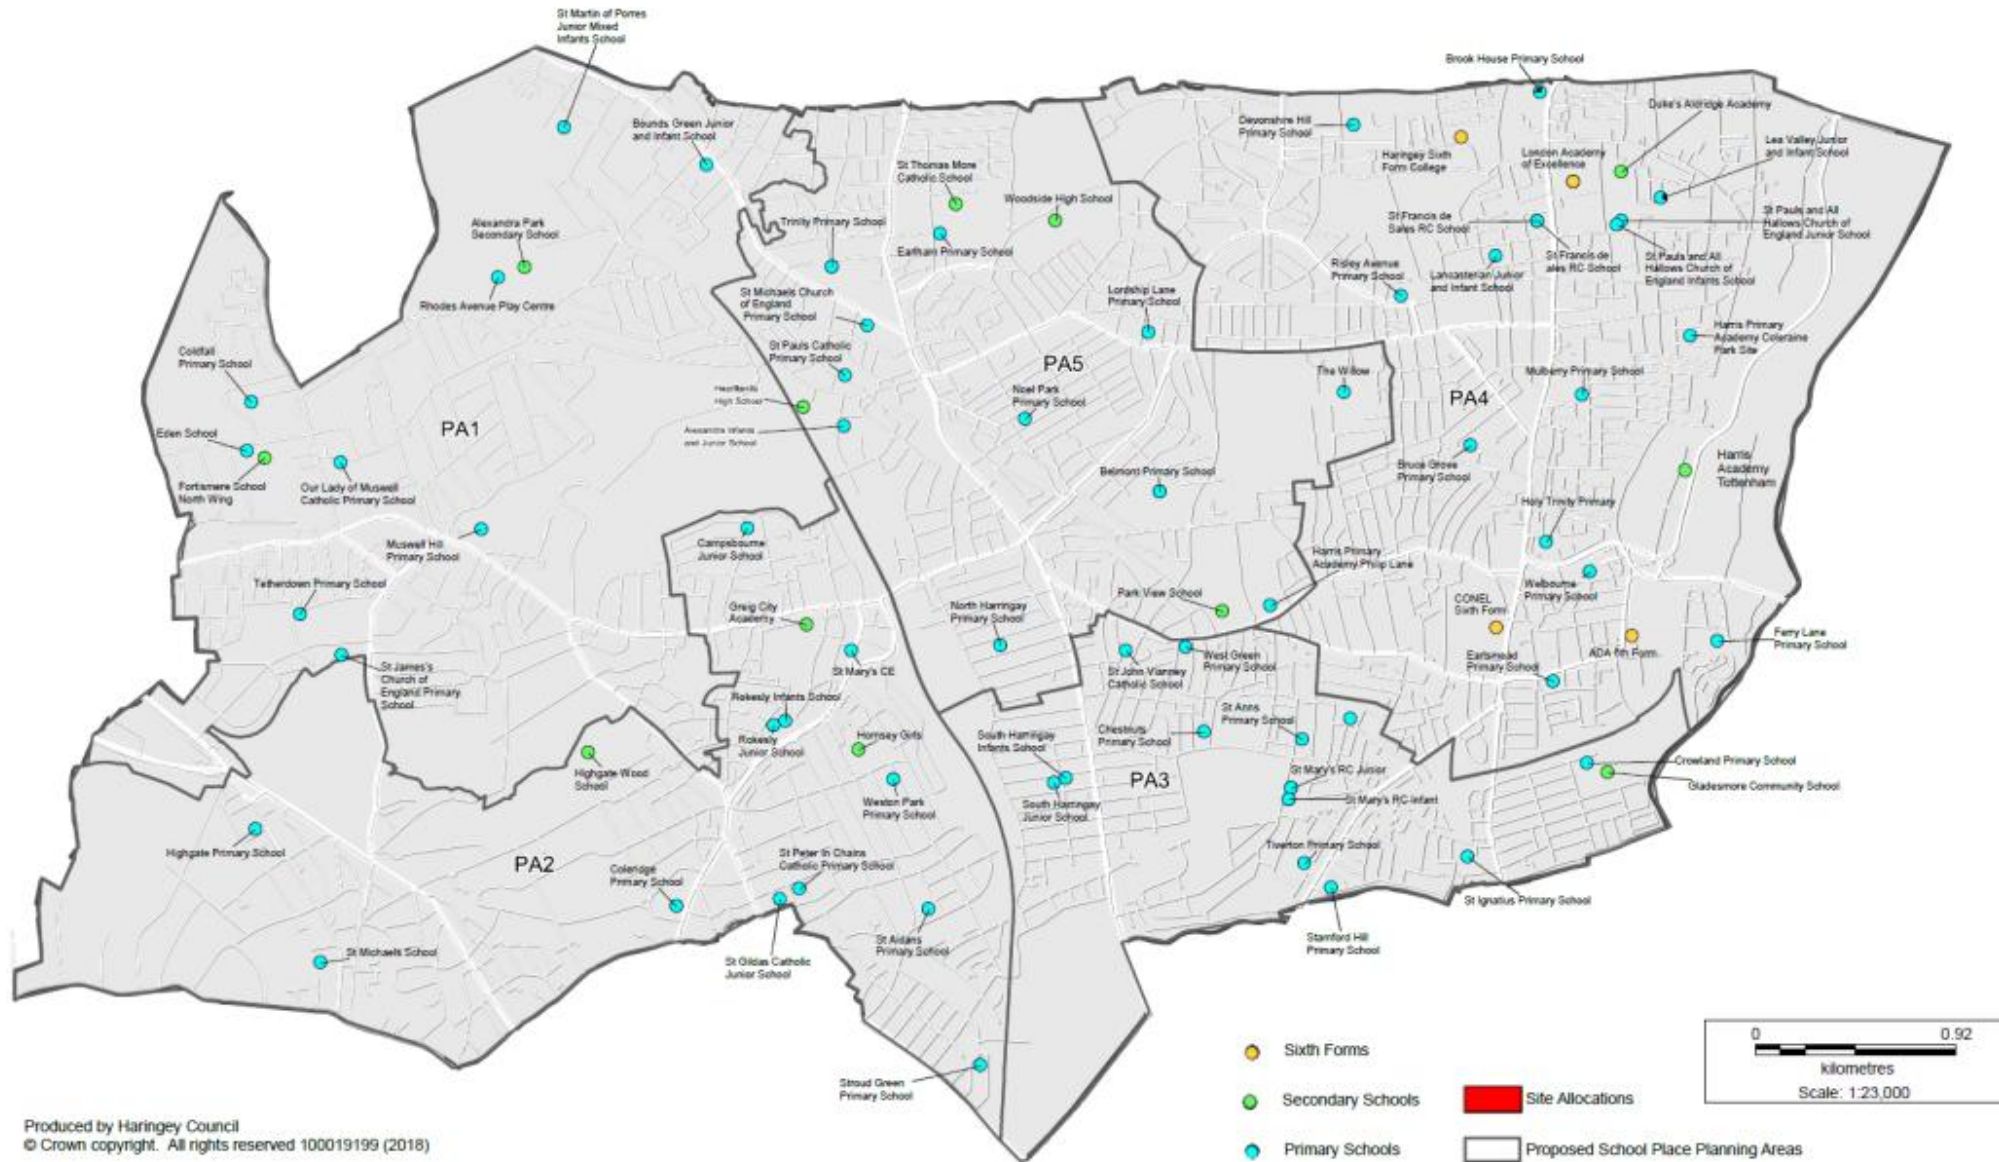 St Martin of Porres
Junior Mixed
Infants School
Brook House Primary School
Duke's Aldridge Academy
Bounds Green Junior
and Infant School
Devonshire Hill
Primary School
Haringey Sixth
Form College
London Academy
of Excellence
Lea Valley Junior
and Infant School
St Thomas More
Catholic School
Woodside High School
Alexandra Park
Secondary School
Trinity Primary School
Earlham Primary School
St Francis de
Sales RC School
St Francis de
ales RC School
St Pauls and All
Hallows Church of
England Junior School
St Pauls and All
Hallows Church of
England Infants School
Risley Avenue
Primary School
Lancasterian Junior
and Infant School
Rhodes Avenue Play Centre
St Michaels Church
of England
Primary School
Lordship Lane
Primary School
Coldfall
Primary School
St Pauls Catholic
Primary School
PA5
Harris Primary
Academy Coleraine
Park Site
The Willow
Mulberry Primary School
High School
Noel Park
Primary School
PA4
PA1
Alexandra Infants
and Junior School
Eden School
Fortismere School
North Wing
Our Lady of Muswell
Catholic Primary School
Belmont Primary School
Bruce Grove
Primary School
Harris
Academy
Tottenham
Holy Trinity Primary
Muswell Hill
Primary School
Campsbourne
Junior School
Harris Primary
Academy Philip Lane
Tetherdown Primary School
Park View School
Welbourne
Primary School
CONEL
Sixth Form
Greig City
Academy
North Harringay
Primary School
St James's
Church of
England Primary
School
St Mary's CE
St John Vianney
Catholic School
West Green
Primary School
Earlsmead
Primary School
ADA 6th Form
Ferry Lane
Primary School
Rokesly Infants School
Rokesly
Junior School
Hornsey Girls
South Harringay
Infants School
Chestnuts
Primary School
St Anns
Primary School
Highgate Wood
School
Weston Park
Primary School
South Harringay
Junior School
PA3
St Mary's RC Junior
St Mary's RC Infant
Crowland Primary School
Gladesmore Community School
Highgate Primary School
PA2
Coleridge
Primary School
St Peter In Chains
Catholic Primary School
Tiverton Primary School
St Ignatius Primary School
Stamford Hill
Primary School
St Michaels School
St Gildas Catholic
Junior School
St Aidans
Primary School
Stroud Green
Primary School
Sixth Forms
Secondary Schools
Primary Schools
Site Allocations
Proposed School Place Planning Areas
0 0.92
kilometres
Scale: 1:23,000
Produced by Haringey Council
© Crown copyright. All rights reserved 100019199 (2018)